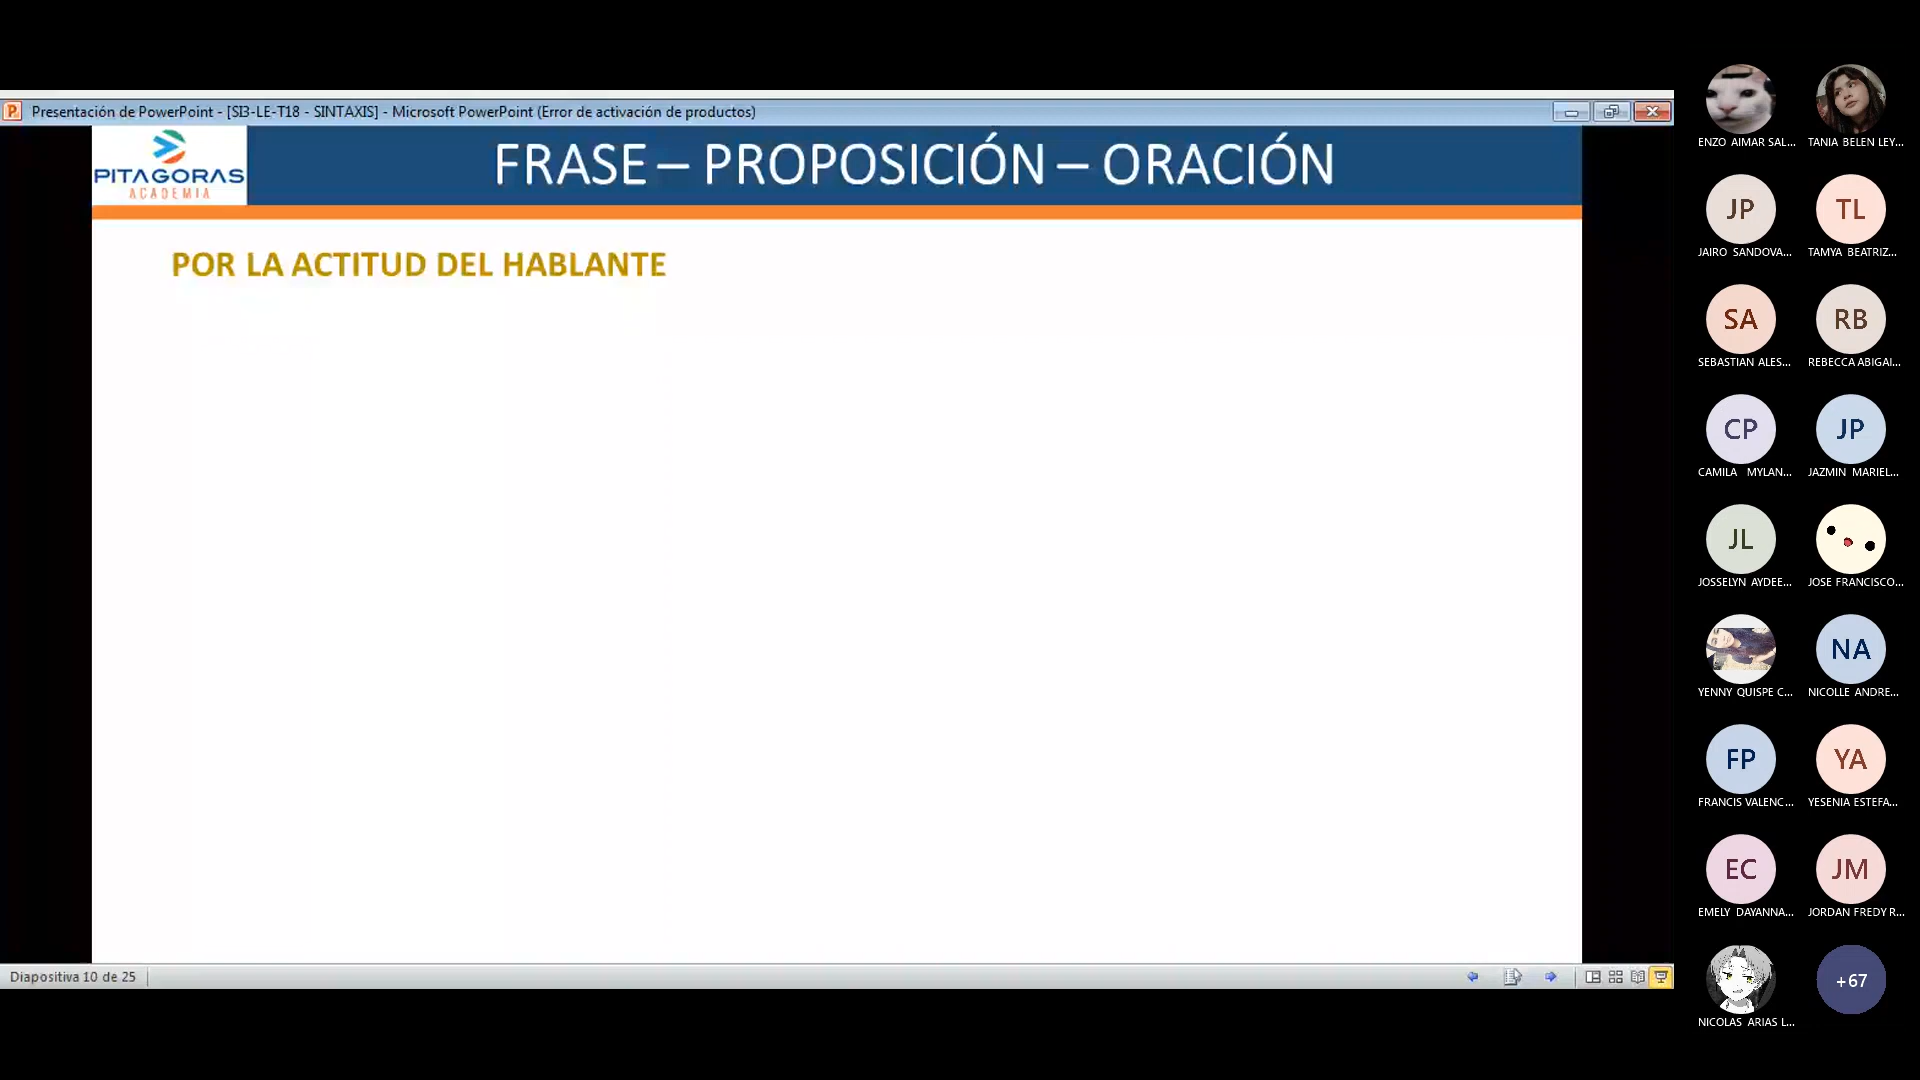 Presentación de PowerPoint - [SI3-LE-T18 - SINTAXIS] - Microsoft PowerPoint (Error de activación de productos)
PITAGORAS
ACADEMIA
FRASE – PROPOSICIÓN – ORACIÓN
POR LA ACTITUD DEL HABLANTE
Diapositiva 10 de 25
ENZO AIMAR SAL...
TANIA BELEN LEY...
JP
TL
JAIRO SANDOVA...
TAMYA BEATRIZ...
SA
RB
SEBASTIAN ALES...
REBECCA ABIGAI...
CP
JP
CAMILA MYLAN...
JAZMIN MARIEL...
JL
JOSSELYN AYDEE...
JOSE FRANCISCO...
NA
YENNY QUISPE C...
NICOLLE ANDRE...
FP
YA
FRANCIS VALENC...
YESENIA ESTEFA...
EC
JM
EMELY DAYANNA...
JORDAN FREDY R...
+67
NICOLAS ARIAS L...